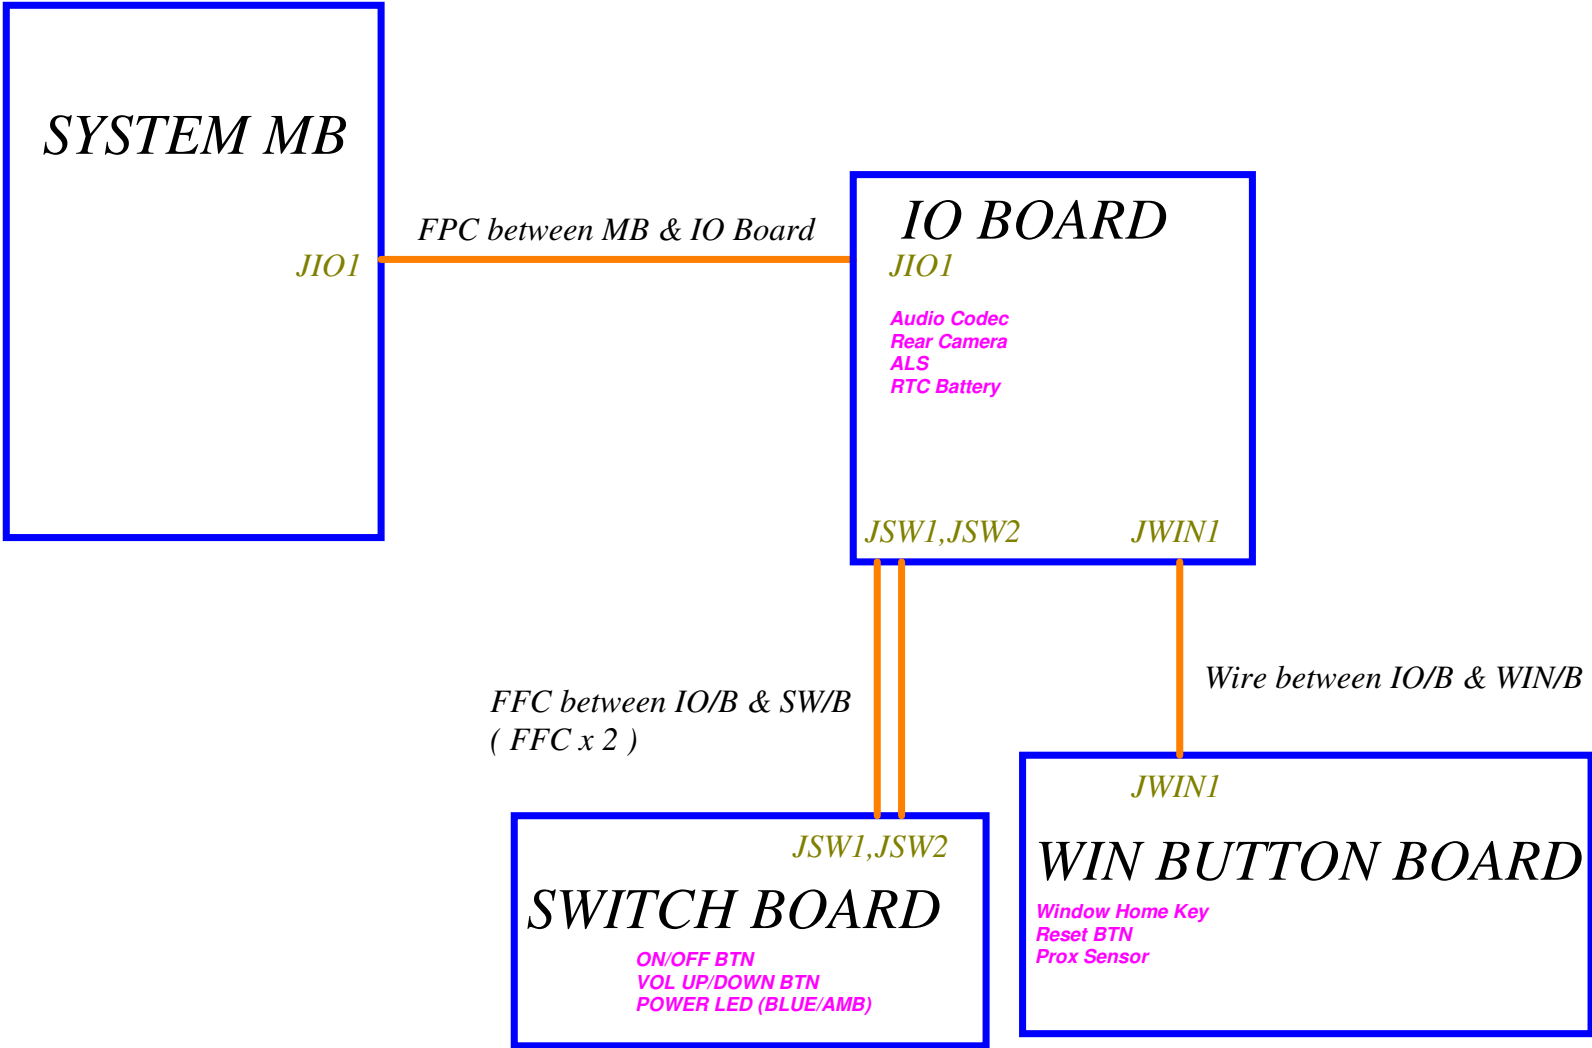 SYSTEM MB
JIO1
FPC between MB & IO Board
IO BOARD
JIO1
Audio Codec
Rear Camera
ALS
RTC Battery
JSW1,JSW2
JWIN1
FFC between IO/B & SW/B
( FFC x 2 )
Wire between IO/B & WIN/B
JSW1,JSW2
SWITCH BOARD
ON/OFF BTN
VOL UP/DOWN BTN
POWER LED (BLUE/AMB)
JWIN1
WIN BUTTON BOARD
Window Home Key
Reset BTN
Prox Sensor